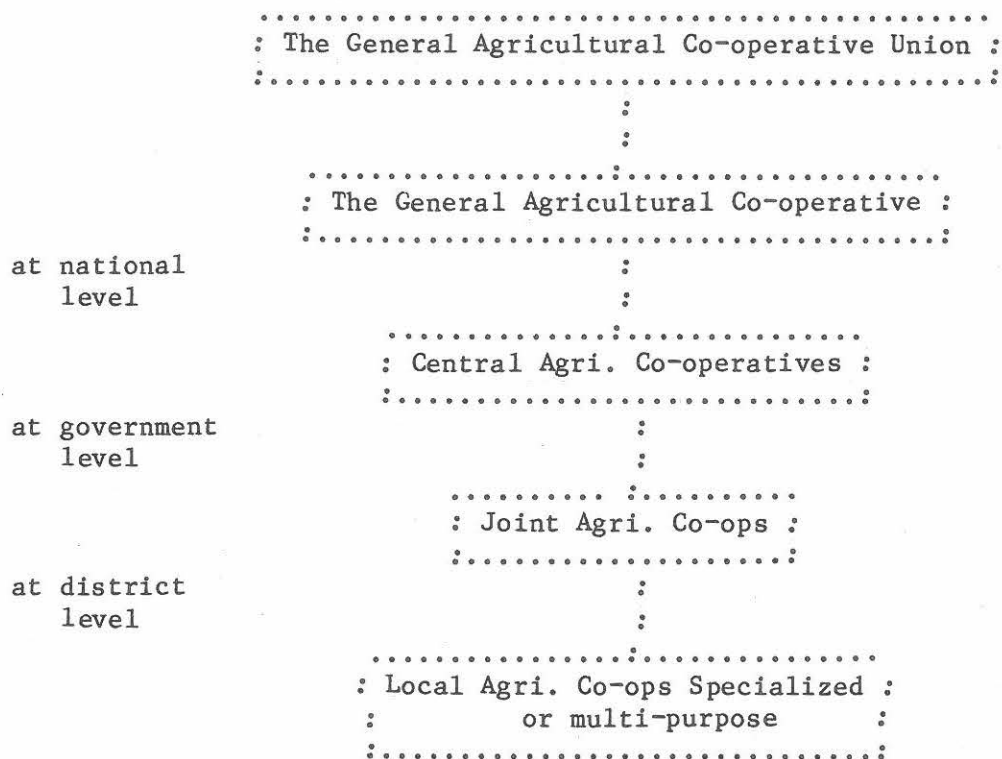 The General Agricultural Co-operative Union
The General Agricultural Co-operative
at national
level
Central Agri. Co-operatives
at government
level
Joint Agri. Co-ops
at district
level
Local Agri. Co-ops Specialized
or multi-purpose